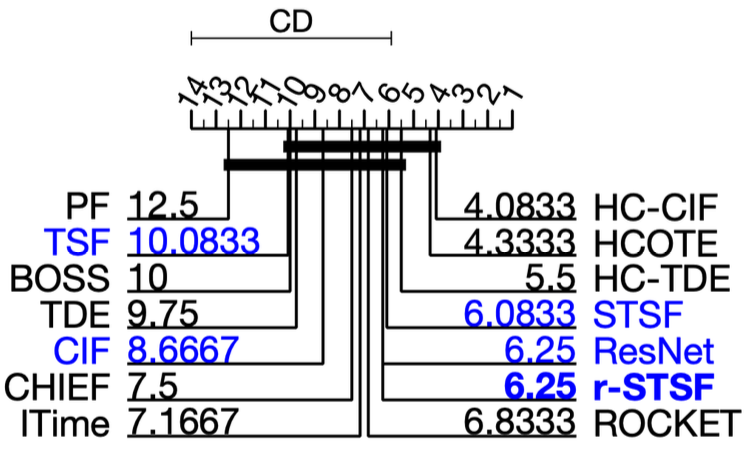 CD
14 13 12 11 10 9 8 7 6 5 4 3 2 1
PF 12.5 4.0833 HC-CIF
TSF 10.0833 4.3333 HCOTE
BOSS 10 5.5 HC-TDE
TDE 9.75 6.0833 STSF
CIF 8.6667 6.25 ResNet
CHIEF 7.5 6.25 r-STSF
ITime 7.1667 6.8333 ROCKET